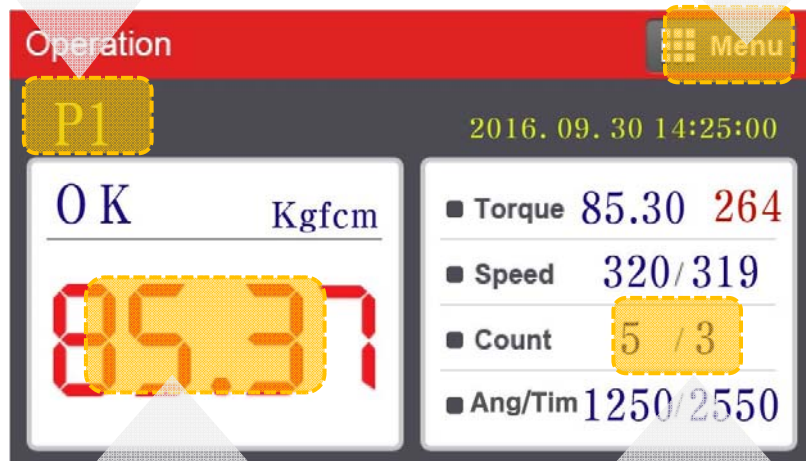 Operation
Menu
P1
2016. 09. 30 14:25:00
OK
Kgfcm
85.37
Torque 85.30 264
Speed 320/319
Count 5 / 3
Ang/Tim 1250/2550